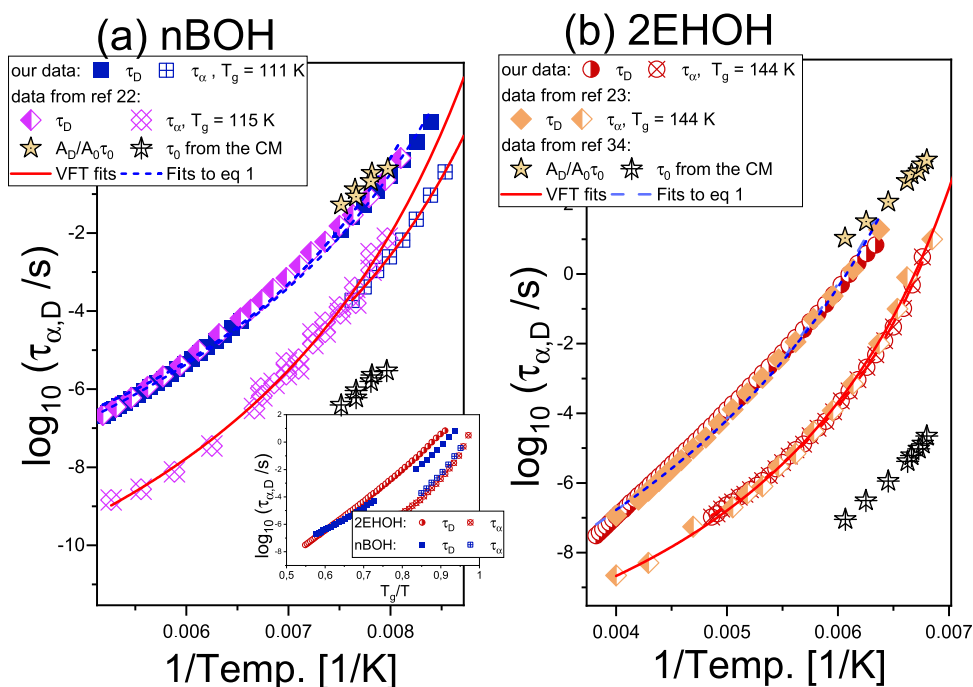 (a) nBOH
our data: τD τα , Tg = 111 K
data from ref 22:
τD τα, Tg = 115 K
AD/A0τ0 τ0 from the CM
VFT fits Fits to eq 1
log10 (τα,D /s)
-2
-4
-6
-8
-10
0.006 0.007 0.008
1/Temp. [1/K]
log10 (τα,D /s)
2
0
-2
-4
-6
-8
2EHOH: τD τα
nBOH: τD τα
0,5 0,6 0,7 0,8 0,9 1
Tg/T
(b) 2EHOH
our data: τD τα, Tg = 144 K
data from ref 23:
τD τα, Tg = 144 K
data from ref 34:
AD/A0τ0 τ0 from the CM
VFT fits Fits to eq 1
log10 (τα,D /s)
2
0
-2
-4
-6
-8
0.004 0.005 0.006 0.007
1/Temp. [1/K]